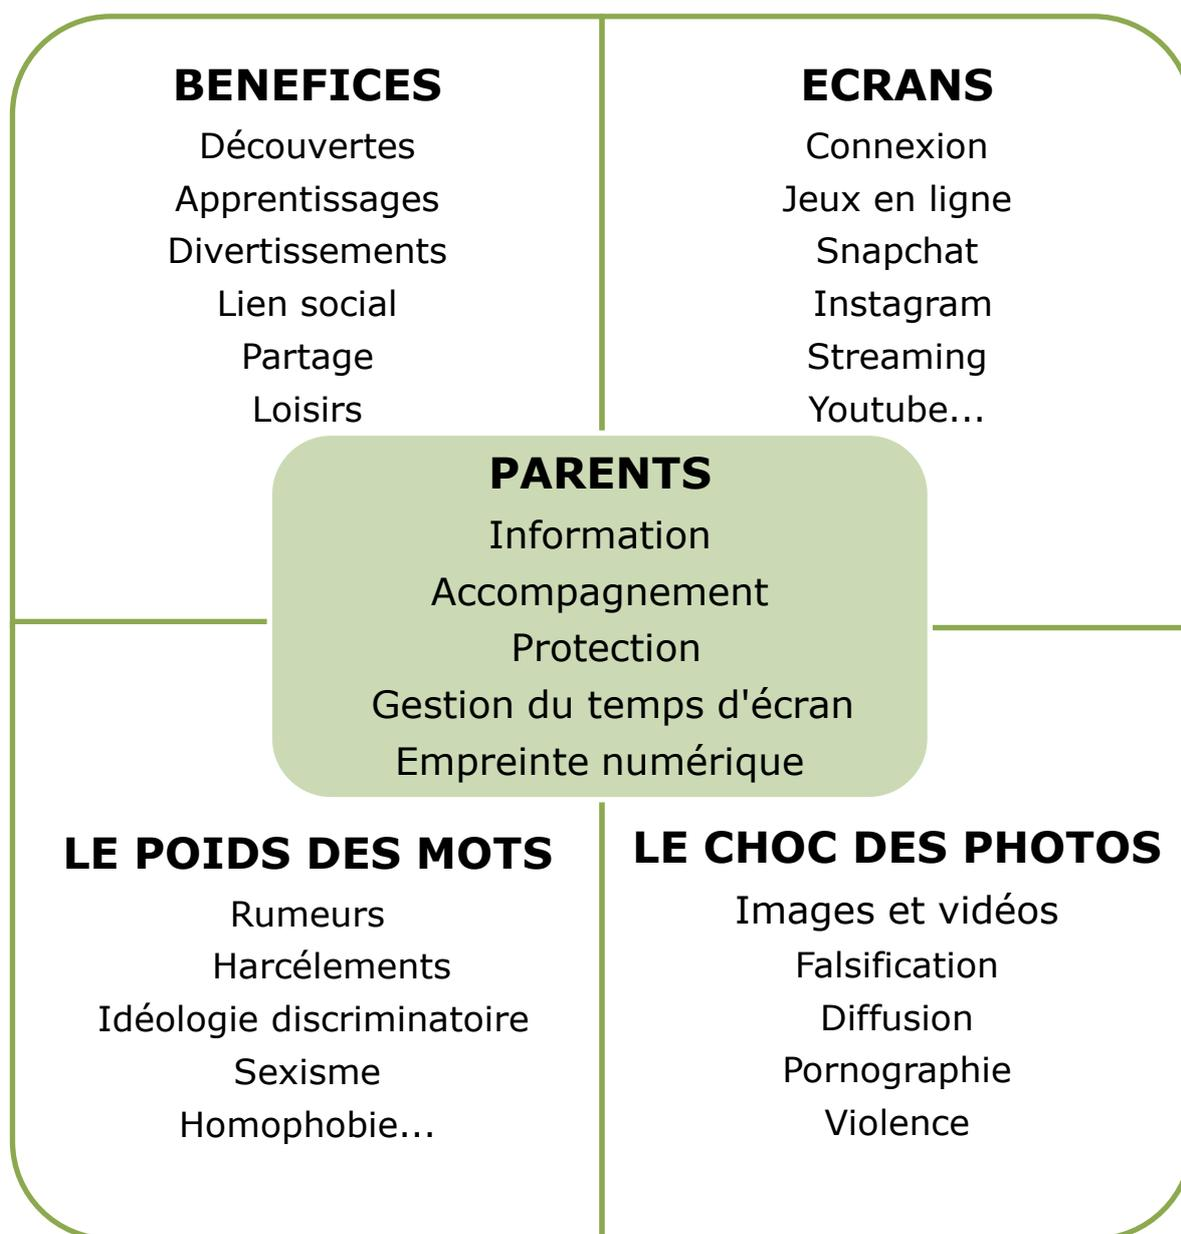 BENEFICES
Découvertes
Apprentissages
Divertissements
Lien social
Partage
Loisirs
ECRANS
Connexion
Jeux en ligne
Snapchat
Instagram
Streaming
Youtube...
PARENTS
Information
Accompagnement
Protection
Gestion du temps d'écran
Empreinte numérique
LE POIDS DES MOTS
Rumeurs
Harcélements
Idéologie discriminatoire
Sexisme
Homophobie...
LE CHOC DES PHOTOS
Images et vidéos
Falsification
Diffusion
Pornographie
Violence